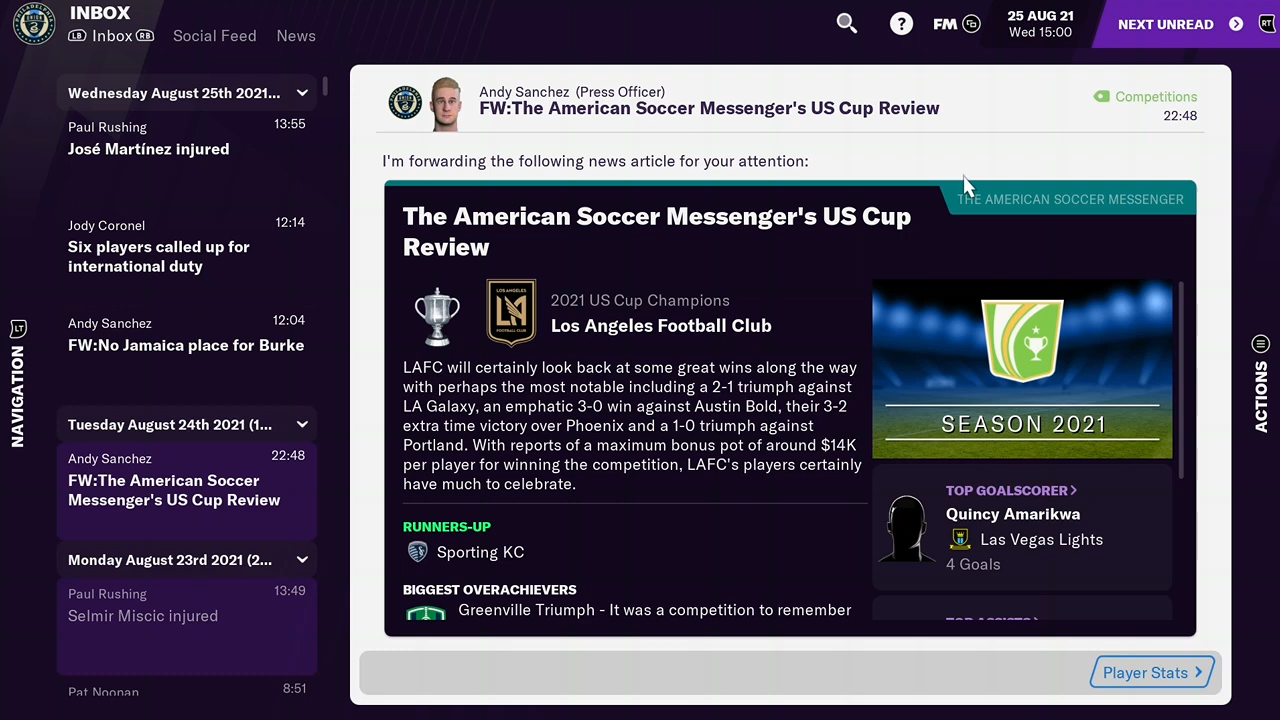 INBOX
LB Inbox RB Social Feed News
FM
25 AUG 21
Wed 15:00
NEXT UNREAD
RT
Wednesday August 25th 2021...
Paul Rushing 13:55
José Martínez injured
Jody Coronel 12:14
Six players called up for
international duty
Andy Sanchez 12:04
FW:No Jamaica place for Burke
Tuesday August 24th 2021 (1...
Andy Sanchez 22:48
FW:The American Soccer
Messenger's US Cup Review
Monday August 23rd 2021 (2...
Paul Rushing 13:49
Selmir Miscic injured
Pat Noonan 8:51
NAVIGATION LT
Andy Sanchez (Press Officer)
FW:The American Soccer Messenger's US Cup Review
Competitions
22:48
I'm forwarding the following news article for your attention:
THE AMERICAN SOCCER MESSENGER
The American Soccer Messenger's US Cup
Review
2021 US Cup Champions
Los Angeles Football Club
LAFC will certainly look back at some great wins along the way
with perhaps the most notable including a 2-1 triumph against
LA Galaxy, an emphatic 3-0 win against Austin Bold, their 3-2
extra time victory over Phoenix and a 1-0 triumph against
Portland. With reports of a maximum bonus pot of around $14K
per player for winning the competition, LAFC's players certainly
have much to celebrate.
RUNNERS-UP
Sporting KC
BIGGEST OVERACHIEVERS
Greenville Triumph - It was a competition to remember
SEASON 2021
TOP GOALSCORER
Quincy Amarikwa
Las Vegas Lights
4 Goals
TOP ASSISTS
Player Stats
ACTIONS